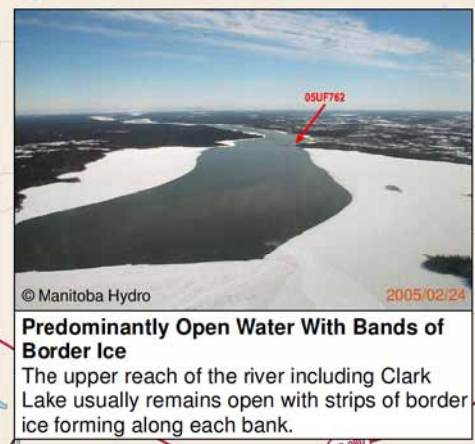 05UF762
© Manitoba Hydro
2005/02/24
Predominantly Open Water With Bands of
Border Ice
The upper reach of the river including Clark
Lake usually remains open with strips of border
ice forming along each bank.